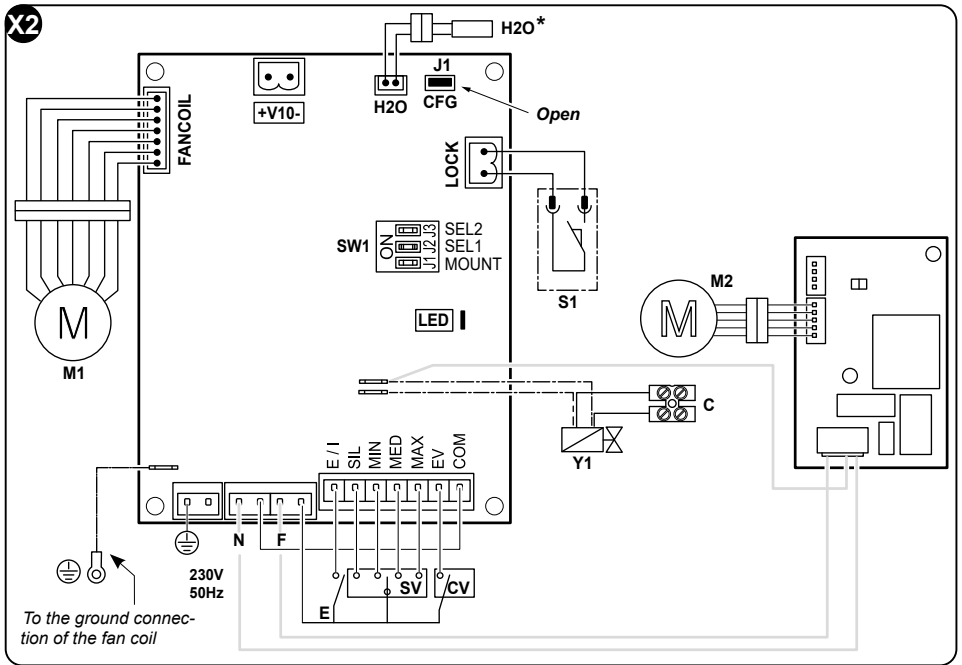 X2
H2O*
J1
H2O
CFG
Open
+V10-
FANCOIL
LOCK
SW1
ON
J3 SEL2
J2 SEL1
J1 MOUNT
S1
M2
M
M
M1
LED
C
Y1
E / I
SIL
MIN
MED
MAX
EV
COM
N
F
230V
50Hz
E
SV
CV
To the ground connec-
tion of the fan coil